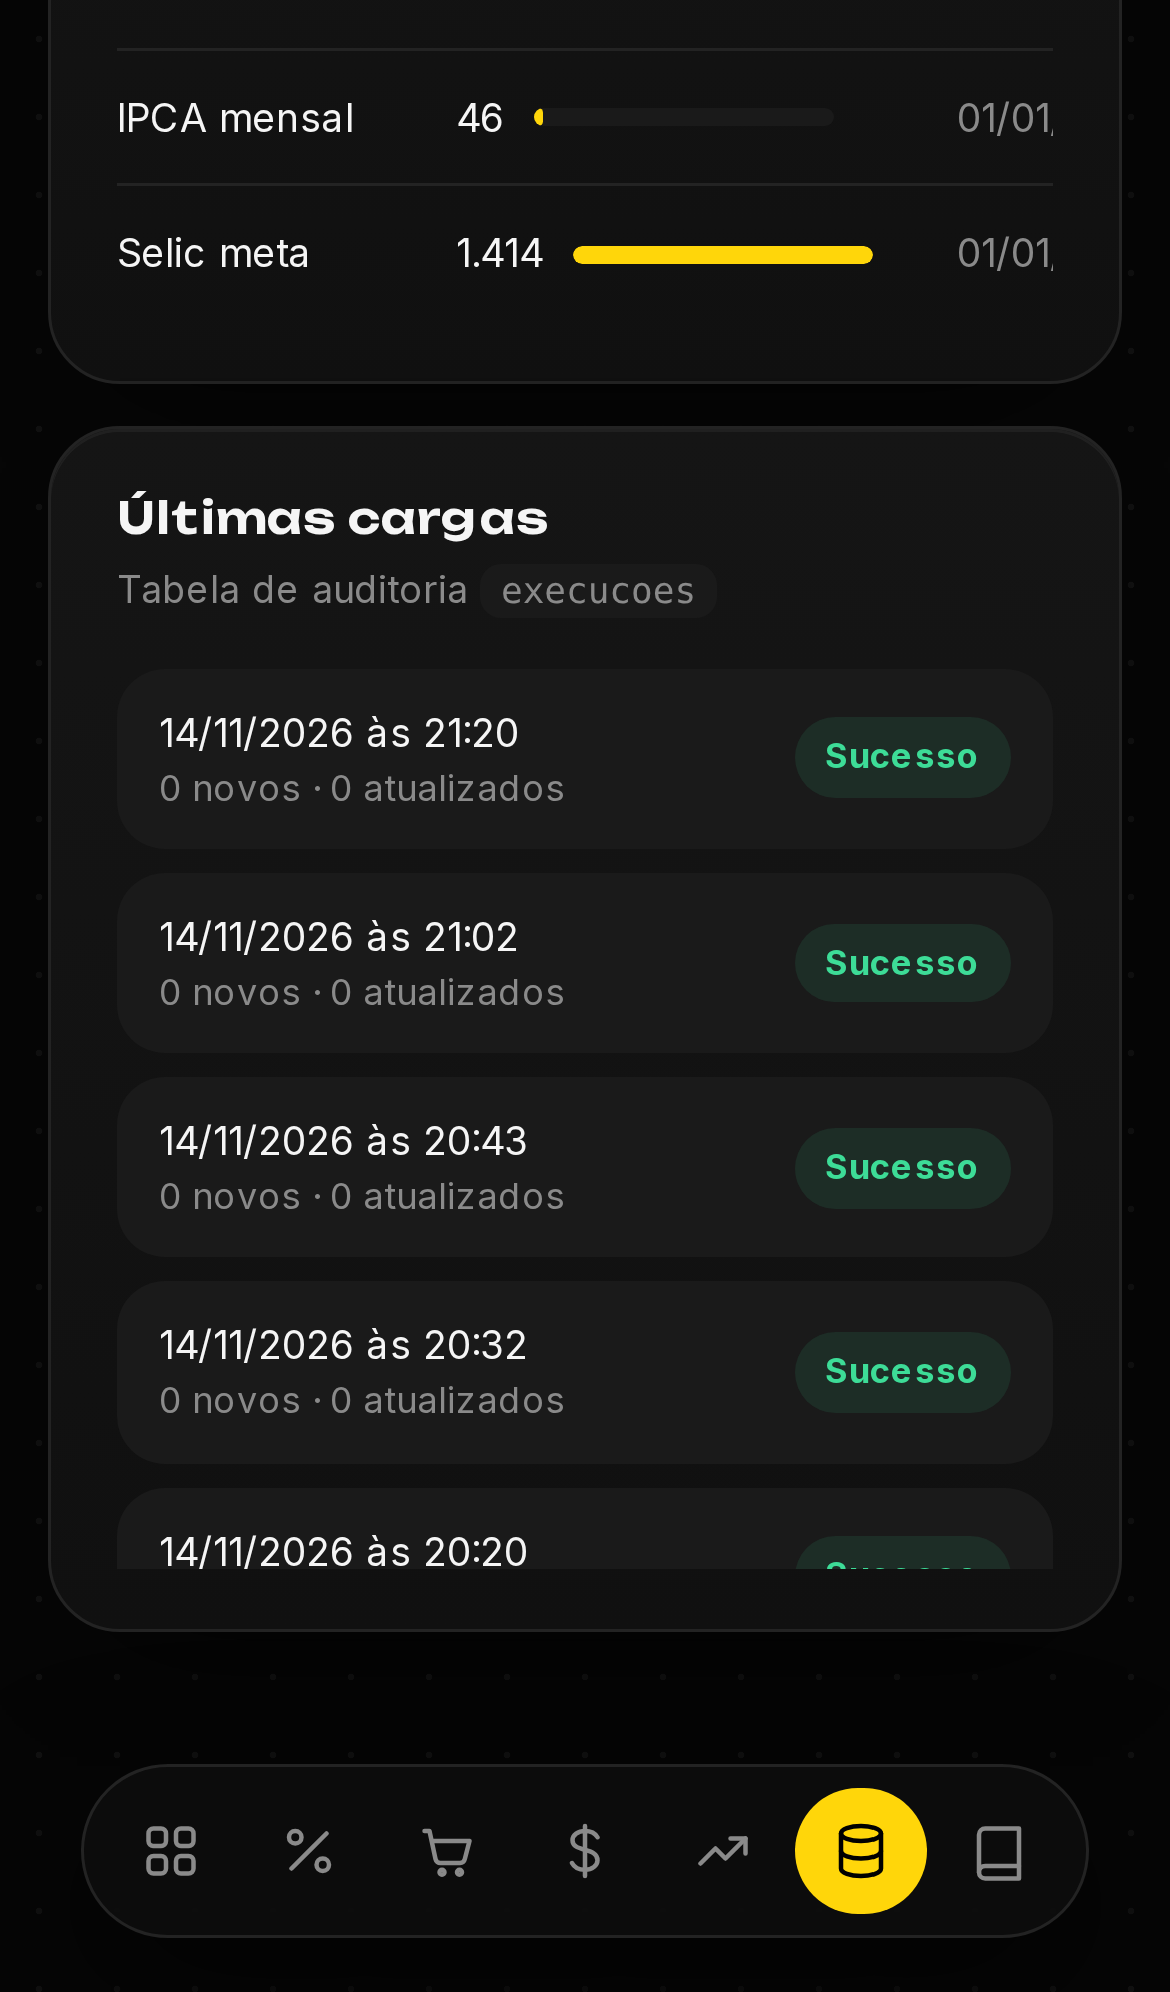 IPCA mensal 46 01/01/
Selic meta 1.414 01/01/
Últimas cargas
Tabela de auditoria execucoes
14/11/2026 às 21:20
0 novos · 0 atualizados
Sucesso
14/11/2026 às 21:02
0 novos · 0 atualizados
Sucesso
14/11/2026 às 20:43
0 novos · 0 atualizados
Sucesso
14/11/2026 às 20:32
0 novos · 0 atualizados
Sucesso
14/11/2026 às 20:20